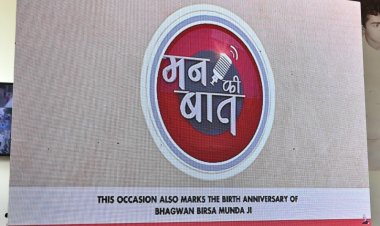 मन की
बात
THIS OCCASION ALSO MARKS THE BIRTH ANNIVERSARY OF
BHAGWAN BIRSA MUNDA JI